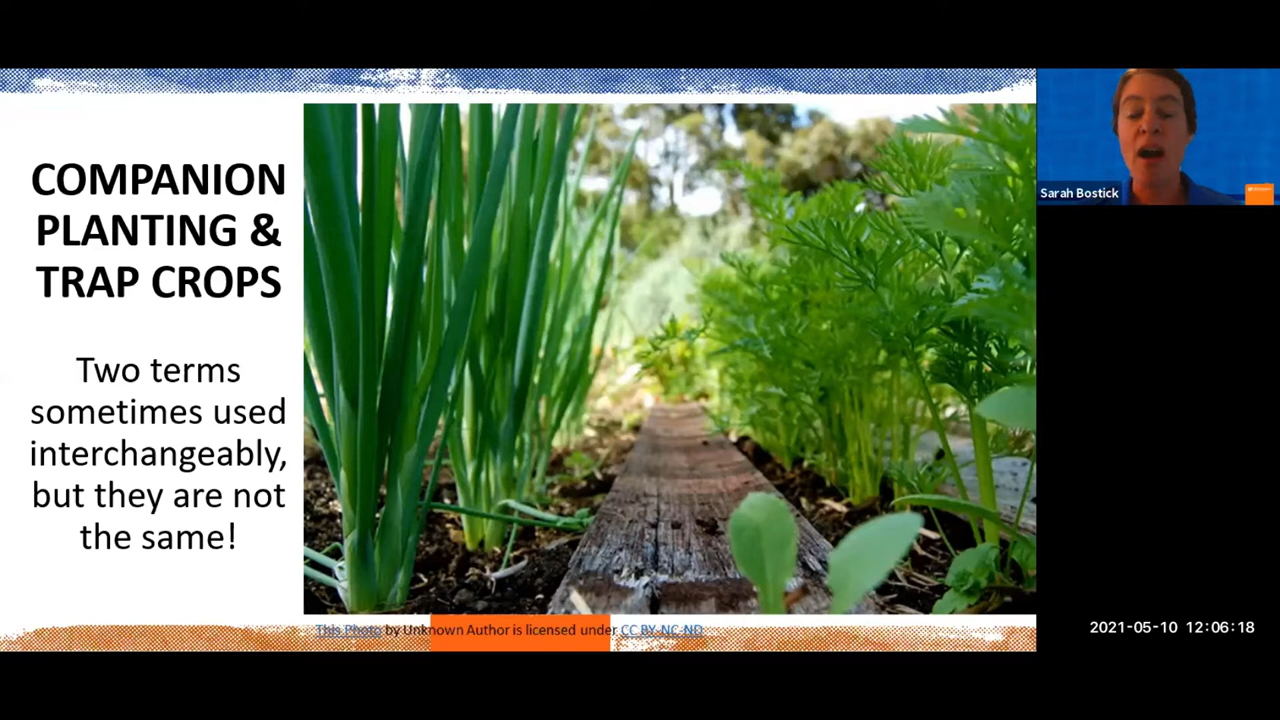 COMPANION
PLANTING &
TRAP CROPS
Two terms
sometimes used
interchangeably,
but they are not
the same!
This Photo by Unknown Author is licensed under CC BY-NC-ND
Sarah Bostick
2021-05-10 12:06:18